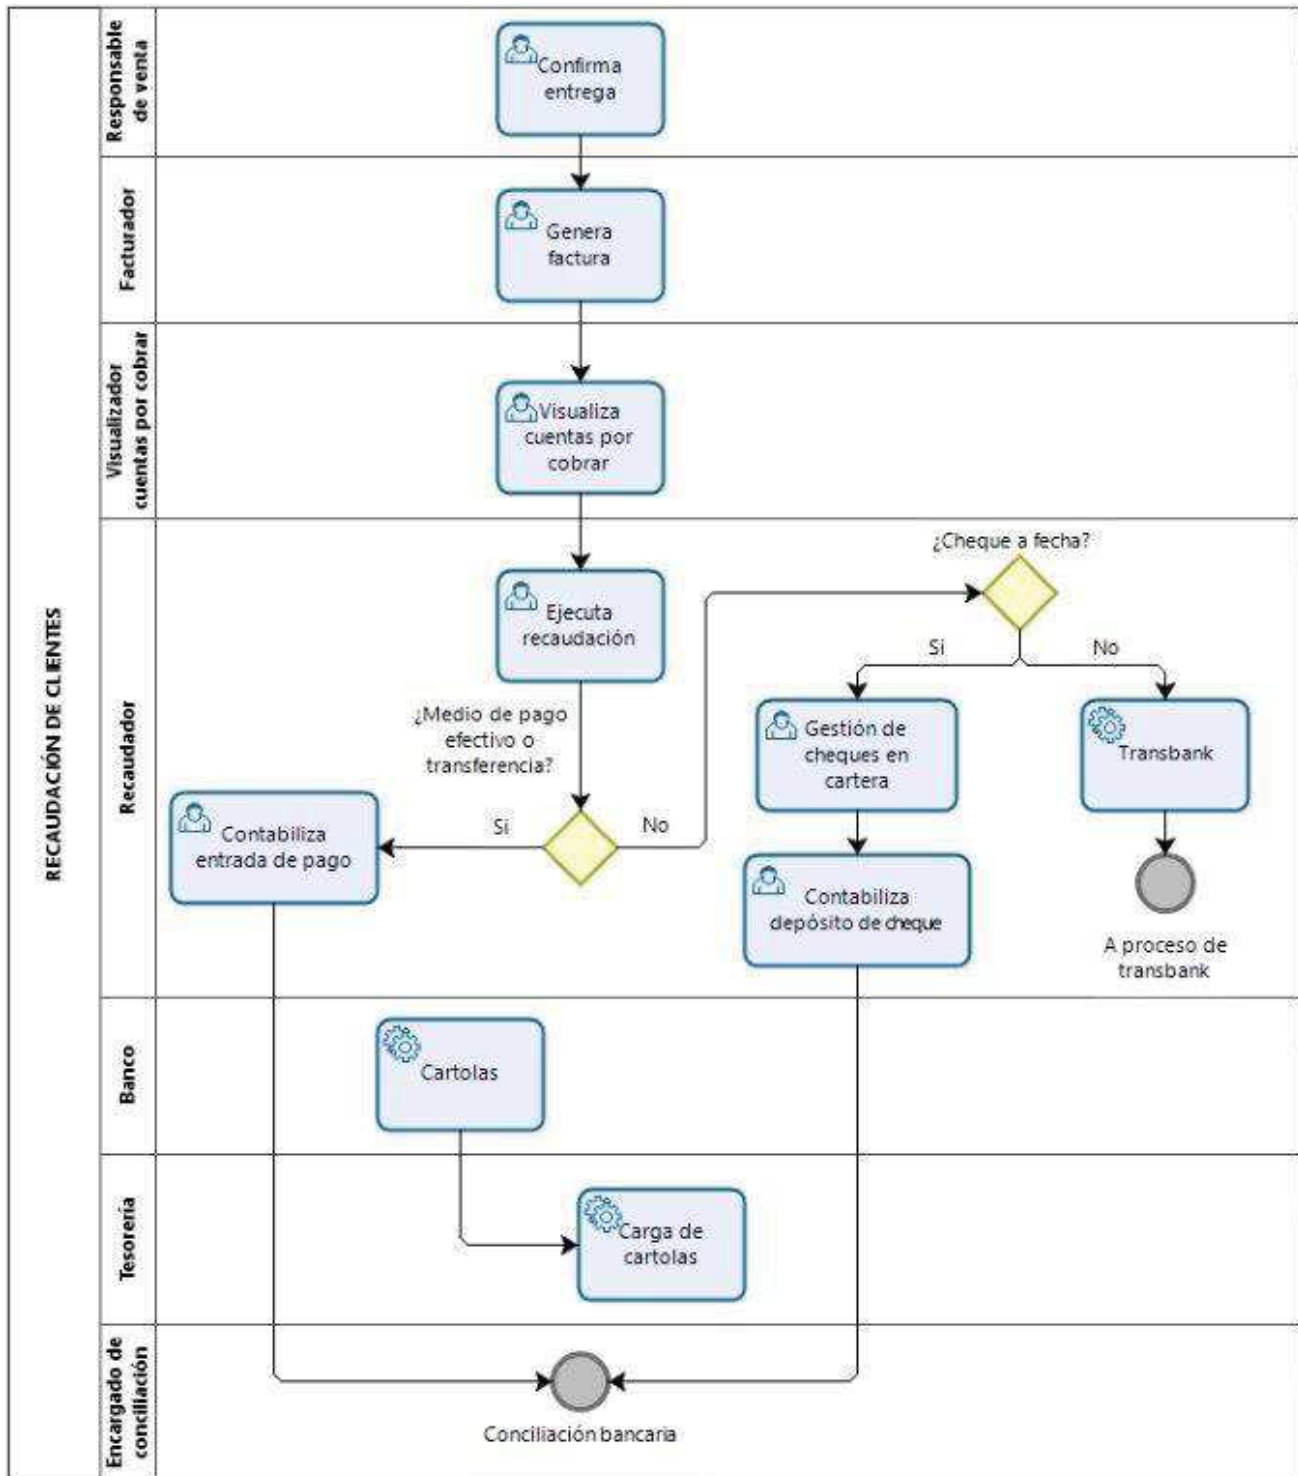 RECAUDACIÓN DE CLIENTES
Responsable
de venta
Confirma
entrega
Facturador
Genera
factura
Visualizador
cuentas por cobrar
Visualiza
cuentas por
cobrar
Recaudador
¿Cheque a fecha?
Ejecuta
recaudación
Si
No
¿Medio de pago
efectivo o
transferencia?
Gestión de
cheques en
cartera
Transbank
Si
No
Contabiliza
entrada de pago
Contabiliza
depósito de cheque
A proceso de
transbank
Banco
Cartolas
Tesorería
Carga de
cartolas
Encargado de
conciliación
Conciliación bancaria